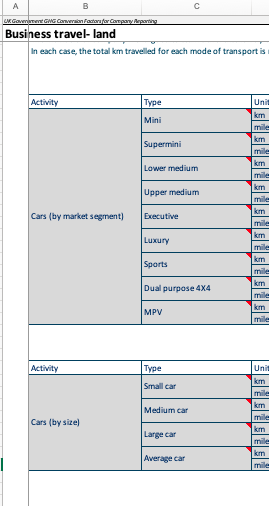 A B C
UK Government GHG Conversion Factors for Company Reporting
Business travel- land
In each case, the total km travelled for each mode of transport is
Activity Type Unit
Cars (by market segment)
Mini km
mile
Supermini km
mile
Lower medium km
mile
Upper medium km
mile
Executive km
mile
Luxury km
mile
Sports km
mile
Dual purpose 4X4 km
mile
MPV km
mile
Activity Type Unit
Cars (by size)
Small car km
mile
Medium car km
mile
Large car km
mile
Average car km
mile